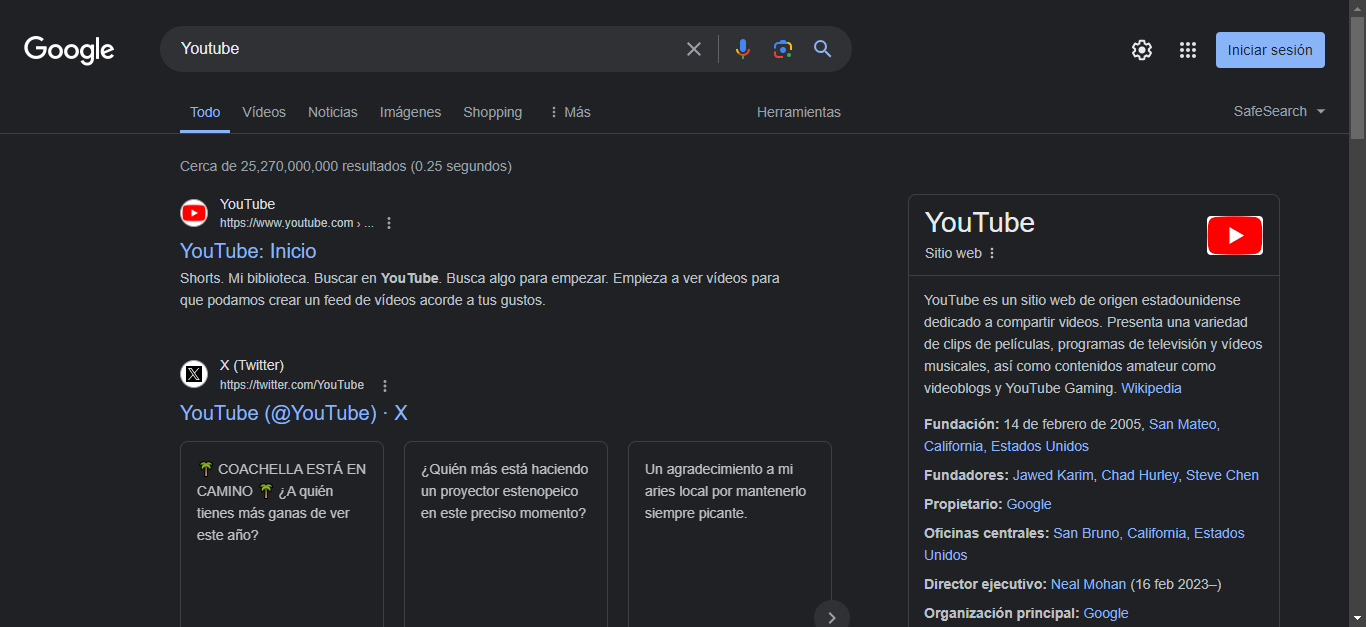 Google
Youtube
Iniciar sesión
Todo
Vídeos
Noticias
Imágenes
Shopping
Más
Herramientas
SafeSearch
Cerca de 25,270,000,000 resultados (0.25 segundos)
YouTube
https://www.youtube.com › ...
YouTube: Inicio
Shorts. Mi biblioteca. Buscar en YouTube. Busca algo para empezar. Empieza a ver vídeos para
que podamos crear un feed de vídeos acorde a tus gustos.
X (Twitter)
https://twitter.com/YouTube
YouTube (@YouTube) · X
🌴 COACHELLA ESTÁ EN
CAMINO 🌴 ¿A quién
tienes más ganas de ver
este año?
¿Quién más está haciendo
un proyector estenopeico
en este preciso momento?
Un agradecimiento a mi
aries local por mantenerlo
siempre picante.
YouTube
Sitio web
YouTube es un sitio web de origen estadounidense
dedicado a compartir videos. Presenta una variedad
de clips de películas, programas de televisión y vídeos
musicales, así como contenidos amateur como
videoblogs y YouTube Gaming. Wikipedia
Fundación: 14 de febrero de 2005, San Mateo,
California, Estados Unidos
Fundadores: Jawed Karim, Chad Hurley, Steve Chen
Propietario: Google
Oficinas centrales: San Bruno, California, Estados
Unidos
Director ejecutivo: Neal Mohan (16 feb 2023–)
Organización principal: Google